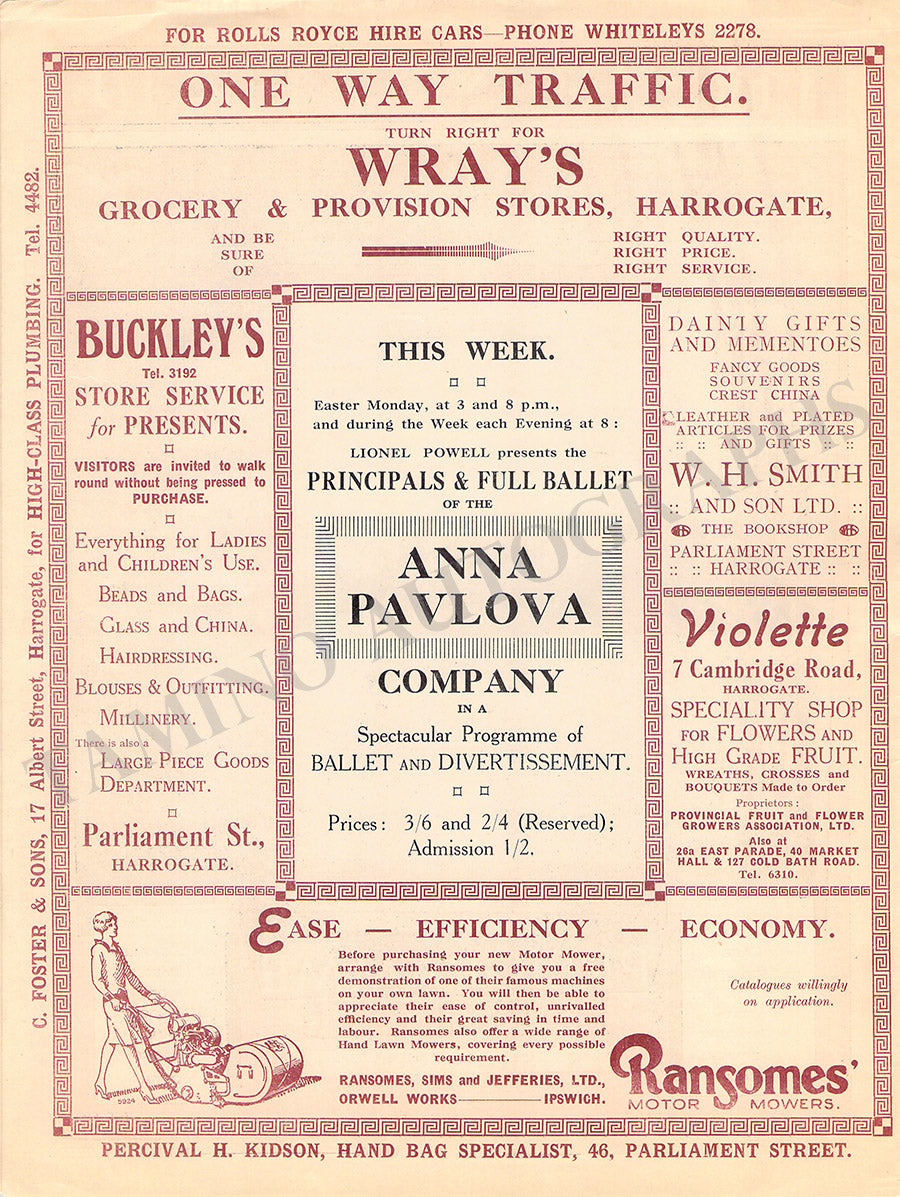 FOR ROLLS ROYCE HIRE CARS—PHONE WHITELEYS 2278.
ONE WAY TRAFFIC.
TURN RIGHT FOR
WRAY'S
GROCERY & PROVISION STORES, HARROGATE,
AND BE
SURE
OF
RIGHT QUALITY.
RIGHT PRICE.
RIGHT SERVICE.
C. FOSTER & SONS, 17 Albert Street, Harrogate, for HIGH-CLASS PLUMBING. Tel. 4482.
BUCKLEY'S
Tel. 3192
STORE SERVICE
for PRESENTS.
VISITORS are invited to walk
round without being pressed to
PURCHASE.
Everything for LADIES
and CHILDREN'S USE.
BEADS AND BAGS.
GLASS AND CHINA.
HAIRDRESSING.
BLOUSES & OUTFITTING.
MILLINERY.
There is also a
LARGE PIECE GOODS
DEPARTMENT.
Parliament St.,
HARROGATE.
THIS WEEK.
Easter Monday, at 3 and 8 p.m.,
and during the Week each Evening at 8 :
LIONEL POWELL presents the
PRINCIPALS & FULL BALLET
OF THE
ANNA
PAVLOVA
COMPANY
IN A
Spectacular Programme of
BALLET AND DIVERTISSEMENT.
Prices : 3/6 and 2/4 (Reserved) ;
Admission 1/2.
DAINTY GIFTS
AND MEMENTOES
FANCY GOODS
SOUVENIRS
CREST CHINA
LEATHER and PLATED
ARTICLES FOR PRIZES
:: :: AND GIFTS :: ::
W. H. SMITH
:: AND SON LTD. ::
THE BOOKSHOP
PARLIAMENT STREET
:: :: HARROGATE :: ::
Violette
7 Cambridge Road,
HARROGATE.
SPECIALITY SHOP
FOR FLOWERS AND
HIGH GRADE FRUIT.
WREATHS, CROSSES and
BOUQUETS Made to Order
Proprietors :
PROVINCIAL FRUIT and FLOWER
GROWERS ASSOCIATION, LTD.
Also at
26a EAST PARADE, 40 MARKET
HALL & 127 COLD BATH ROAD.
Tel. 6310.
EASE — EFFICIENCY — ECONOMY.
Before purchasing your new Motor Mower,
arrange with Ransomes to give you a free
demonstration of one of their famous machines
on your own lawn. You will then be able to
appreciate their ease of control, unrivalled
efficiency and their great saving in time and
labour. Ransomes also offer a wide range of
Hand Lawn Mowers, covering every possible
requirement.
RANSOMES, SIMS and JEFFERIES, LTD.,
ORWELL WORKS——IPSWICH.
Catalogues willingly
on application.
Ransomes'
MOTOR MOWERS.
5924
PERCIVAL H. KIDSON, HAND BAG SPECIALIST, 46, PARLIAMENT STREET.
TAMINO AUTOGRAPHS